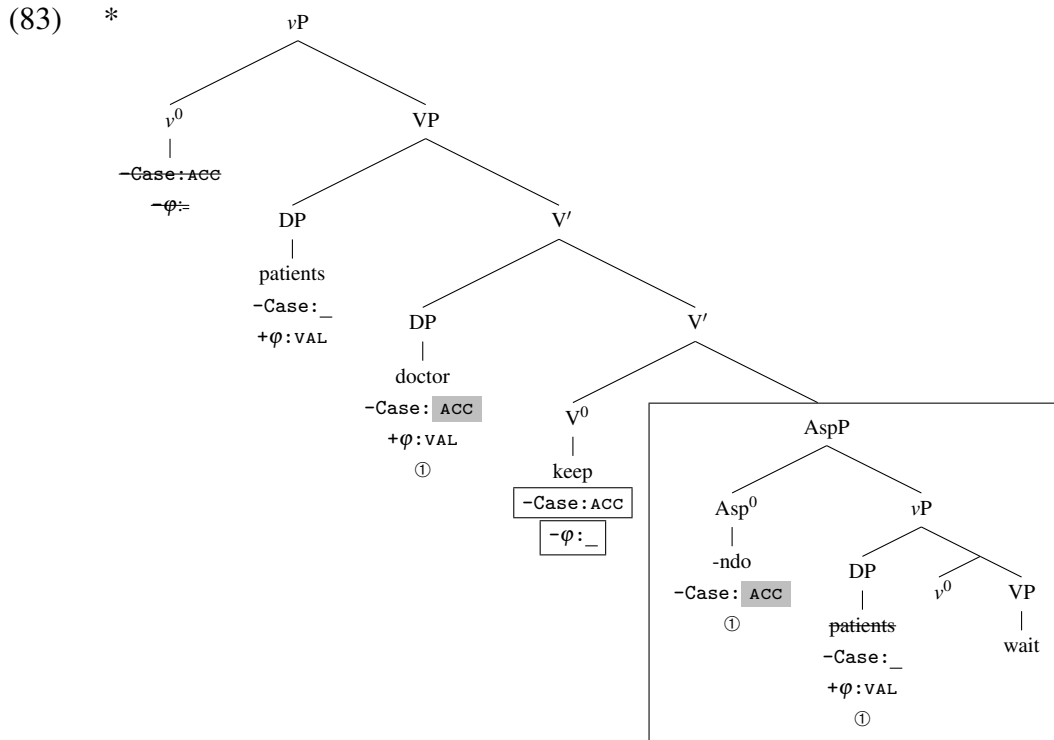 (83) *
vP
v⁰ VP
-Case:ACC
-φ:_
DP V′
patients
-Case:_
+φ:VAL
DP V′
doctor
-Case: ACC
+φ:VAL
①
V⁰
keep
-Case:ACC
-φ:_
AspP
Asp⁰ vP
-ndo
-Case: ACC
①
DP v⁰ VP
patients wait
-Case:_
+φ:VAL
①